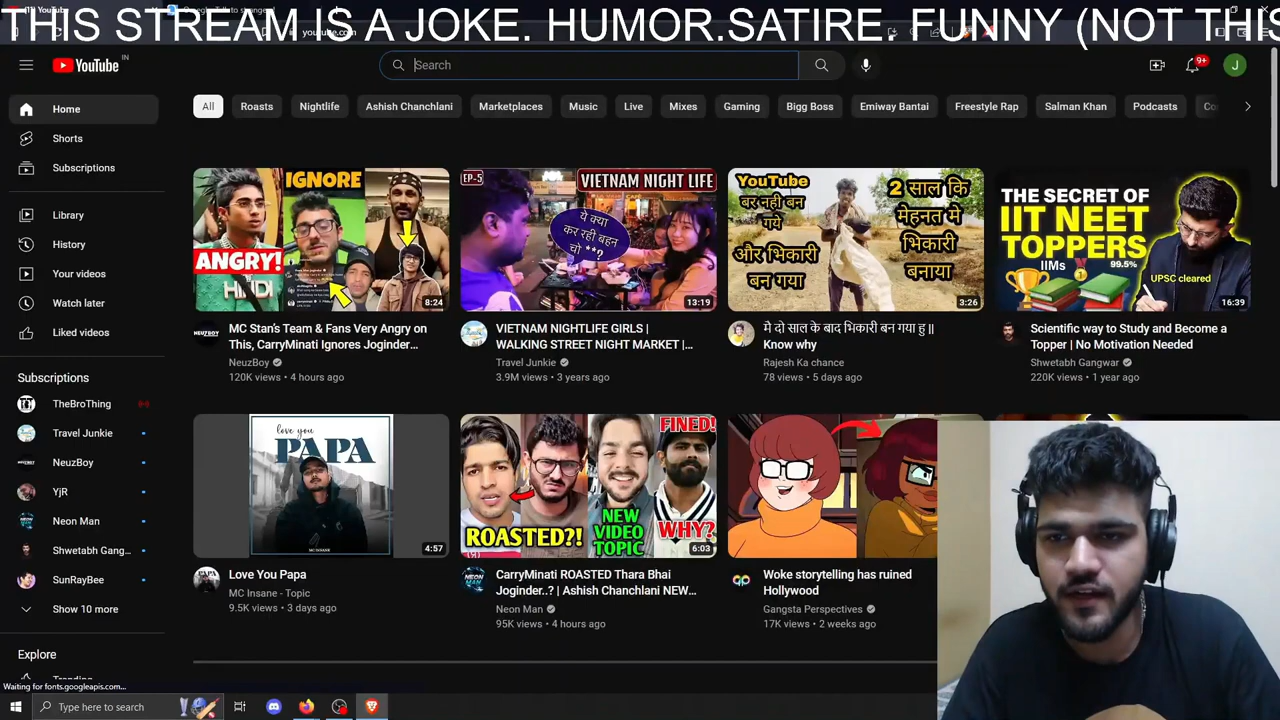 THIS STREAM IS A JOKE. HUMOR.SATIRE. FUNNY (NOT THIS
youtube.com
YouTube IN
Search
9+
J
Home
Shorts
Subscriptions
Library
History
Your videos
Watch later
Liked videos
Subscriptions
TheBroThing
Travel Junkie
NeuzBoy
YjR
Neon Man
Shwetabh Gang...
SunRayBee
Show 10 more
Explore
All
Roasts
Nightlife
Ashish Chanchlani
Marketplaces
Music
Live
Mixes
Gaming
Bigg Boss
Emiway Bantai
Freestyle Rap
Salman Khan
Podcasts
IGNORE
ANGRY!
HINDI
8:24
MC Stan's Team & Fans Very Angry on
This, CarryMinati Ignores Joginder...
NeuzBoy
120K views • 4 hours ago
EP-5
VIETNAM NIGHT LIFE
ये क्या
कर रही बहन
चो **?
13:19
VIETNAM NIGHTLIFE GIRLS |
WALKING STREET NIGHT MARKET |...
Travel Junkie
3.9M views • 3 years ago
YouTube
बर नही बन
गये
और भिकारी
बन गया
2 साल कि
मेहनत मे
भिकारी
बनाया
3:26
मे दो साल के बाद भिकारी बन गया हु ||
Know why
Rajesh Ka chance
78 views • 5 days ago
THE SECRET OF
IIT NEET
TOPPERS
IIMs
99.5%
UPSC cleared
16:39
Scientific way to Study and Become a
Topper | No Motivation Needed
Shwetabh Gangwar
220K views • 1 year ago
love you
PAPA
MC INSANE
4:57
Love You Papa
MC Insane - Topic
9.5K views • 3 days ago
FINED!
ROASTED?!
NEW
VIDEO
TOPIC
WHY?
6:03
CarryMinati ROASTED Thara Bhai
Joginder..? | Ashish Chanchlani NEW...
Neon Man
95K views • 4 hours ago
Woke storytelling has ruined
Hollywood
Gangsta Perspectives
17K views • 2 weeks ago
Waiting for fonts.googleapis.com...
Type here to search